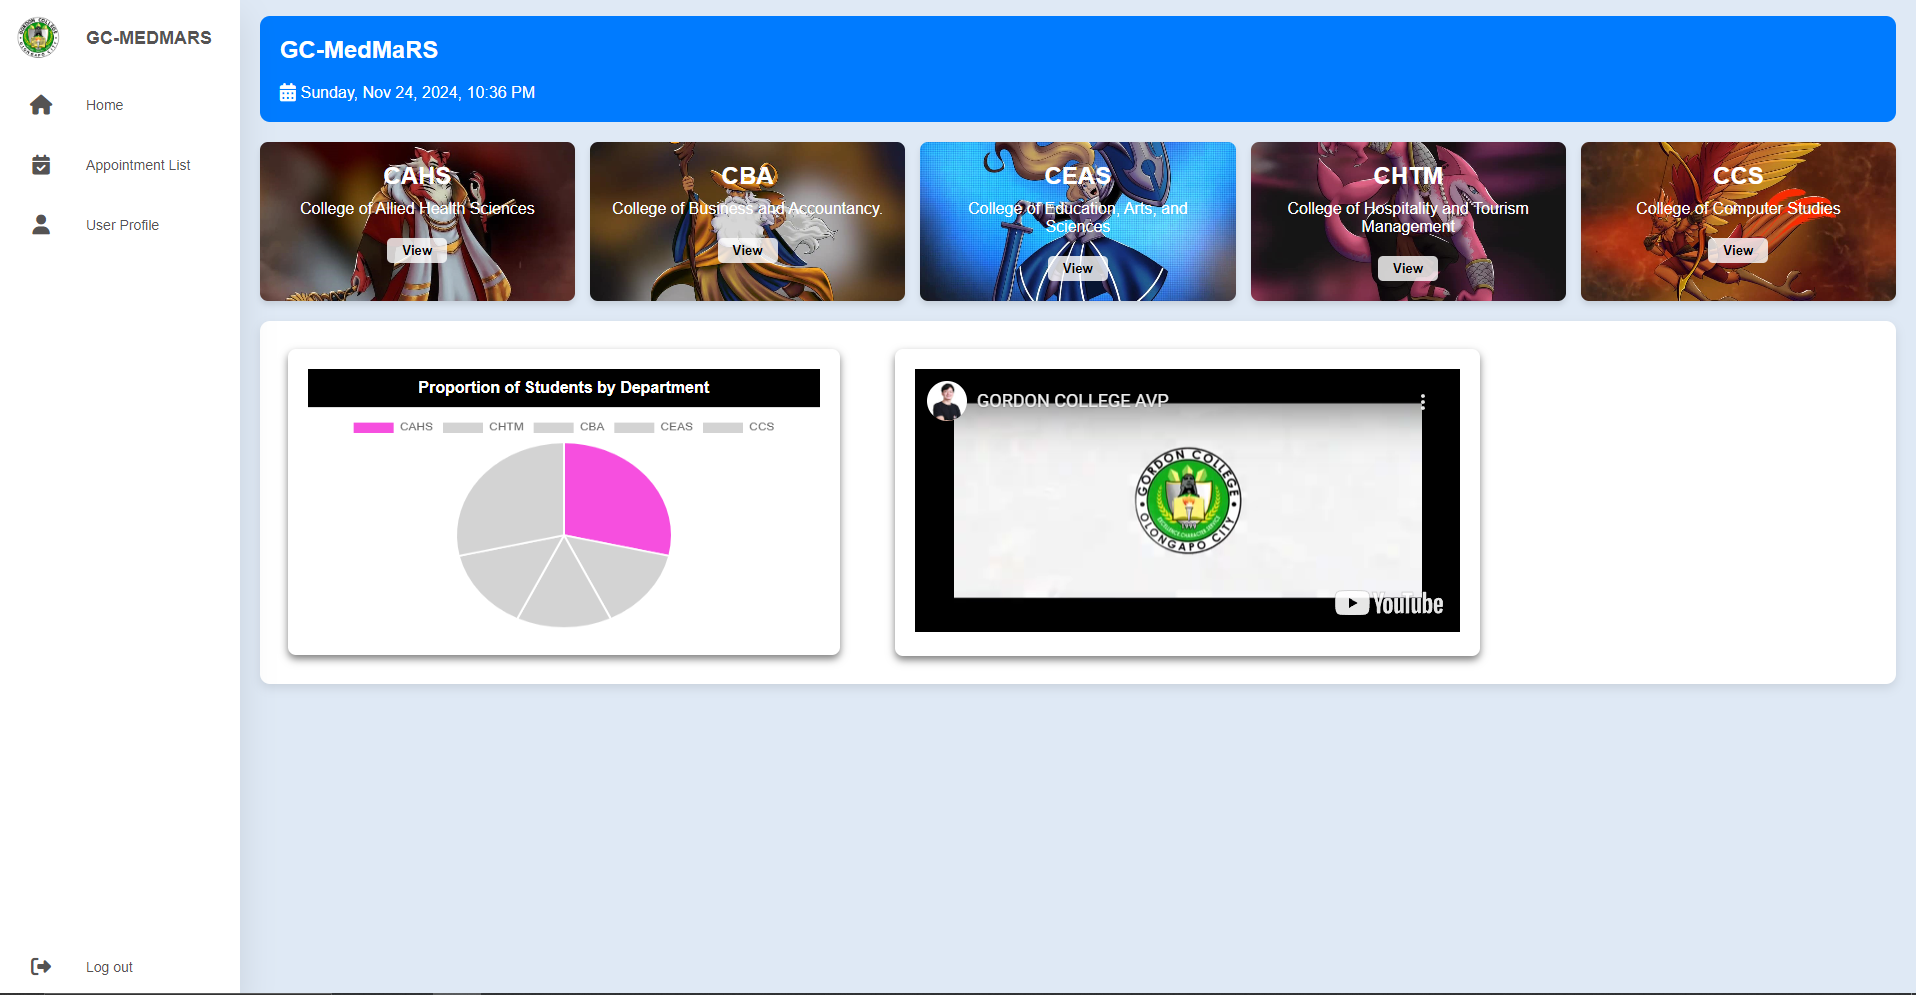 GC-MEDMARS
Home
Appointment List
User Profile
Log out
GC-MedMaRS
Sunday, Nov 24, 2024, 10:36 PM
CAHS
College of Allied Health Sciences
View
CBA
College of Business and Accountancy.
View
CEAS
College of Education, Arts, and
Sciences
View
CHTM
College of Hospitality and Tourism
Management
View
CCS
College of Computer Studies
View
Proportion of Students by Department
CAHS CHTM CBA CEAS CCS
GORDON COLLEGE AVP
GORDON COLLEGE
OLONGAPO CITY
YouTube